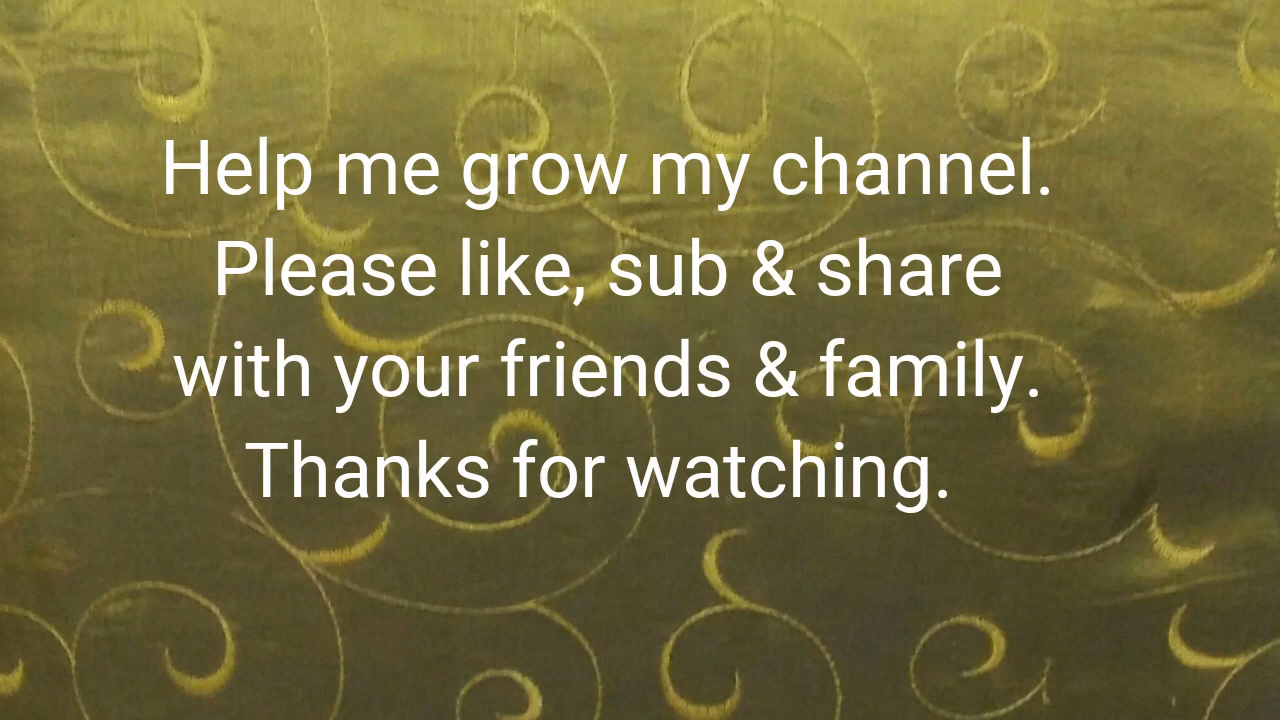 Help me grow my channel.
Please like, sub & share
with your friends & family.
Thanks for watching.